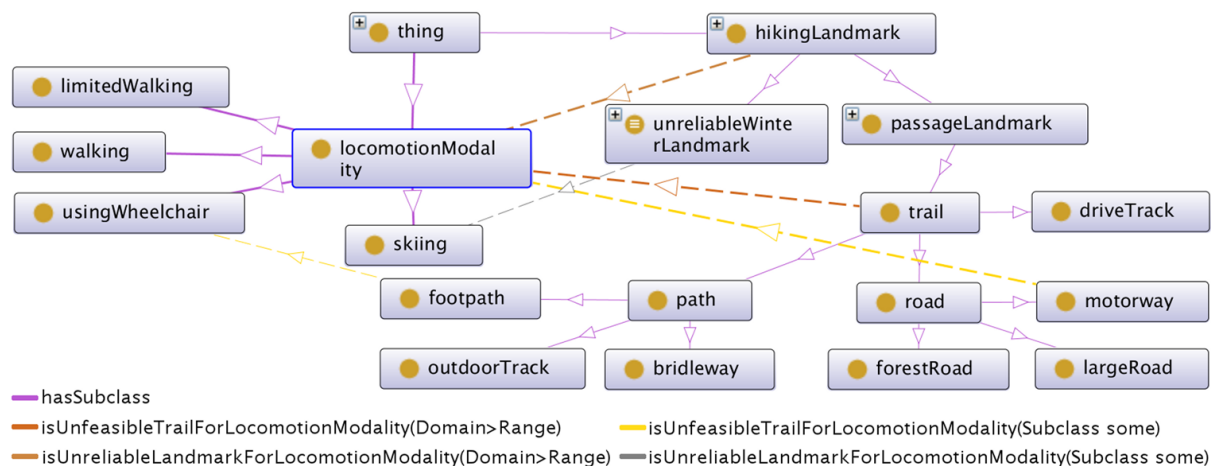 thing
hikingLandmark
limitedWalking
unreliableWinte
rLandmark
passageLandmark
walking
locomotionModal
ity
usingWheelchair
trail
driveTrack
skiing
footpath
path
road
motorway
outdoorTrack
bridleway
forestRoad
largeRoad
hasSubclass
isUnfeasibleTrailForLocomotionModality(Domain>Range)
isUnfeasibleTrailForLocomotionModality(Subclass some)
isUnreliableLandmarkForLocomotionModality(Domain>Range)
isUnreliableLandmarkForLocomotionModality(Subclass some)